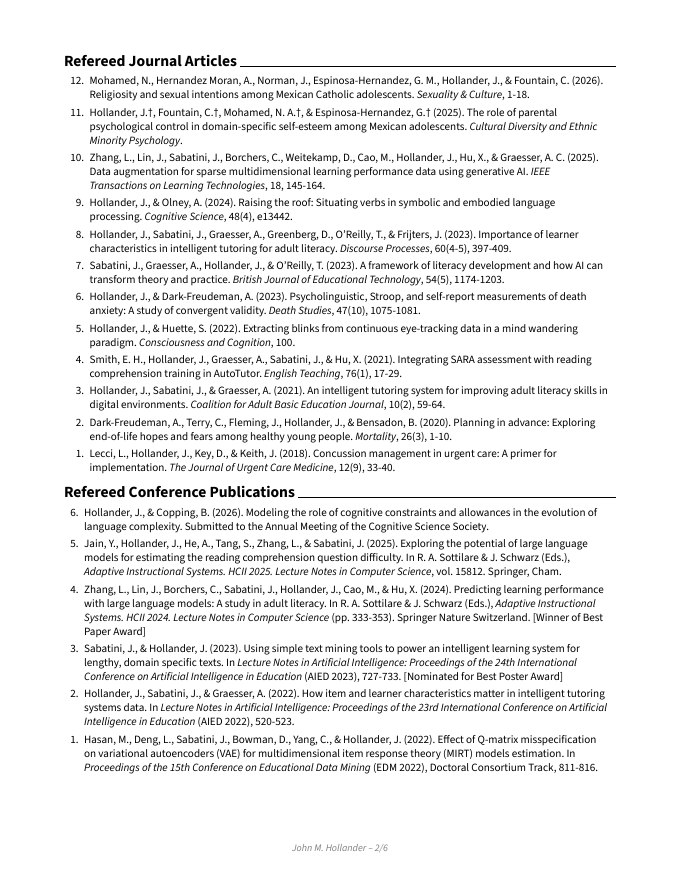 Refereed Journal Articles
12. Mohamed, N., Hernandez Moran, A., Norman, J., Espinosa-Hernandez, G. M., Hollander, J., & Fountain, C. (2026).
Religiosity and sexual intentions among Mexican Catholic adolescents. Sexuality & Culture, 1-18.
11. Hollander, J.†, Fountain, C.†, Mohamed, N. A.†, & Espinosa-Hernandez, G.† (2025). The role of parental
psychological control in domain-specific self-esteem among Mexican adolescents. Cultural Diversity and Ethnic
Minority Psychology.
10. Zhang, L., Lin, J., Sabatini, J., Borchers, C., Weitekamp, D., Cao, M., Hollander, J., Hu, X., & Graesser, A. C. (2025).
Data augmentation for sparse multidimensional learning performance data using generative AI. IEEE
Transactions on Learning Technologies, 18, 145-164.
9. Hollander, J., & Olney, A. (2024). Raising the roof: Situating verbs in symbolic and embodied language
processing. Cognitive Science, 48(4), e13442.
8. Hollander, J., Sabatini, J., Graesser, A., Greenberg, D., O'Reilly, T., & Frijters, J. (2023). Importance of learner
characteristics in intelligent tutoring for adult literacy. Discourse Processes, 60(4-5), 397-409.
7. Sabatini, J., Graesser, A., Hollander, J., & O'Reilly, T. (2023). A framework of literacy development and how AI can
transform theory and practice. British Journal of Educational Technology, 54(5), 1174-1203.
6. Hollander, J., & Dark-Freudeman, A. (2023). Psycholinguistic, Stroop, and self-report measurements of death
anxiety: A study of convergent validity. Death Studies, 47(10), 1075-1081.
5. Hollander, J., & Huette, S. (2022). Extracting blinks from continuous eye-tracking data in a mind wandering
paradigm. Consciousness and Cognition, 100.
4. Smith, E. H., Hollander, J., Graesser, A., Sabatini, J., & Hu, X. (2021). Integrating SARA assessment with reading
comprehension training in AutoTutor. English Teaching, 76(1), 17-29.
3. Hollander, J., Sabatini, J., & Graesser, A. (2021). An intelligent tutoring system for improving adult literacy skills in
digital environments. Coalition for Adult Basic Education Journal, 10(2), 59-64.
2. Dark-Freudeman, A., Terry, C., Fleming, J., Hollander, J., & Bensadon, B. (2020). Planning in advance: Exploring
end-of-life hopes and fears among healthy young people. Mortality, 26(3), 1-10.
1. Lecci, L., Hollander, J., Key, D., & Keith, J. (2018). Concussion management in urgent care: A primer for
implementation. The Journal of Urgent Care Medicine, 12(9), 33-40.
Refereed Conference Publications
6. Hollander, J., & Copping, B. (2026). Modeling the role of cognitive constraints and allowances in the evolution of
language complexity. Submitted to the Annual Meeting of the Cognitive Science Society.
5. Jain, Y., Hollander, J., He, A., Tang, S., Zhang, L., & Sabatini, J. (2025). Exploring the potential of large language
models for estimating the reading comprehension question difficulty. In R. A. Sottilare & J. Schwarz (Eds.),
Adaptive Instructional Systems. HCII 2025. Lecture Notes in Computer Science, vol. 15812. Springer, Cham.
4. Zhang, L., Lin, J., Borchers, C., Sabatini, J., Hollander, J., Cao, M., & Hu, X. (2024). Predicting learning performance
with large language models: A study in adult literacy. In R. A. Sottilare & J. Schwarz (Eds.), Adaptive Instructional
Systems. HCII 2024. Lecture Notes in Computer Science (pp. 333-353). Springer Nature Switzerland. [Winner of Best
Paper Award]
3. Sabatini, J., & Hollander, J. (2023). Using simple text mining tools to power an intelligent learning system for
lengthy, domain specific texts. In Lecture Notes in Artificial Intelligence: Proceedings of the 24th International
Conference on Artificial Intelligence in Education (AIED 2023), 727-733. [Nominated for Best Poster Award]
2. Hollander, J., Sabatini, J., & Graesser, A. (2022). How item and learner characteristics matter in intelligent tutoring
systems data. In Lecture Notes in Artificial Intelligence: Proceedings of the 23rd International Conference on Artificial
Intelligence in Education (AIED 2022), 520-523.
1. Hasan, M., Deng, L., Sabatini, J., Bowman, D., Yang, C., & Hollander, J. (2022). Effect of Q-matrix misspecification
on variational autoencoders (VAE) for multidimensional item response theory (MIRT) models estimation. In
Proceedings of the 15th Conference on Educational Data Mining (EDM 2022), Doctoral Consortium Track, 811-816.
John M. Hollander – 2/6